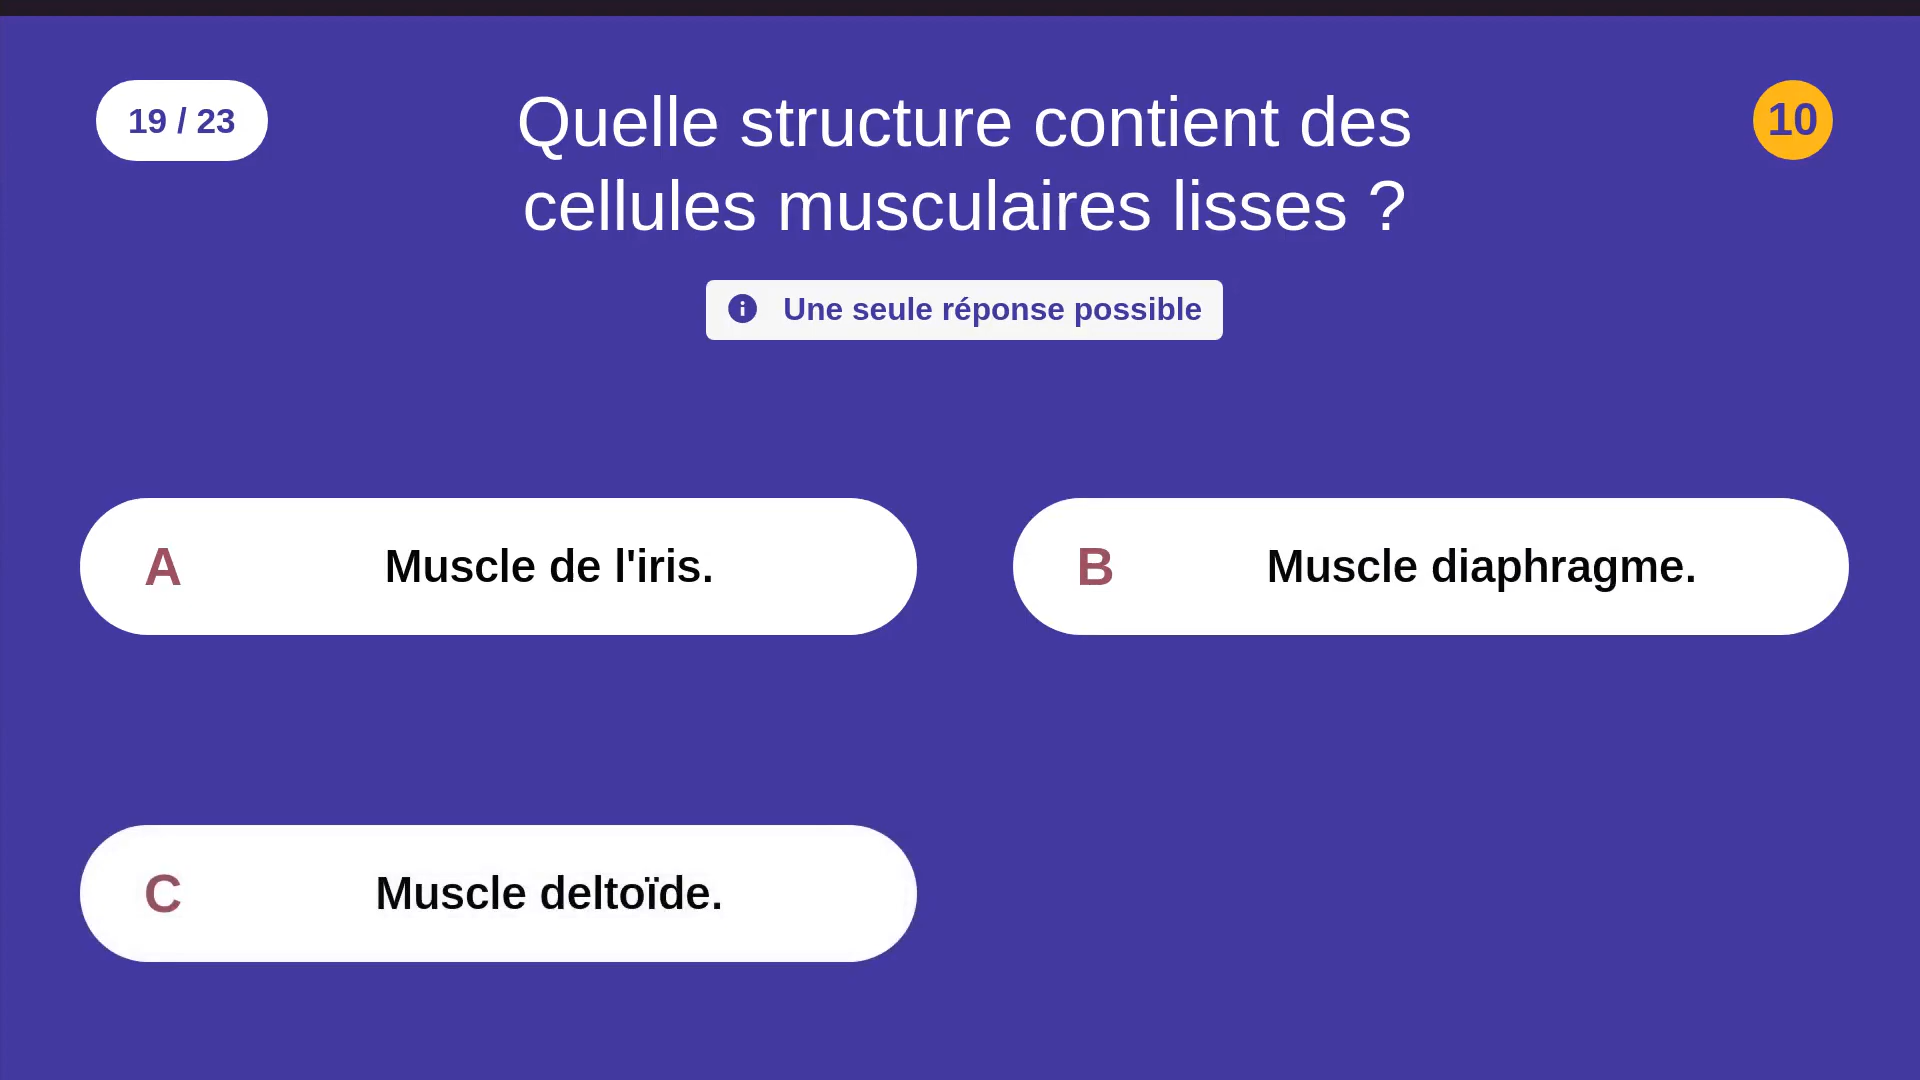 19 / 23
Quelle structure contient des
cellules musculaires lisses ?
10
Une seule réponse possible
A Muscle de l'iris.
B Muscle diaphragme.
C Muscle deltoïde.